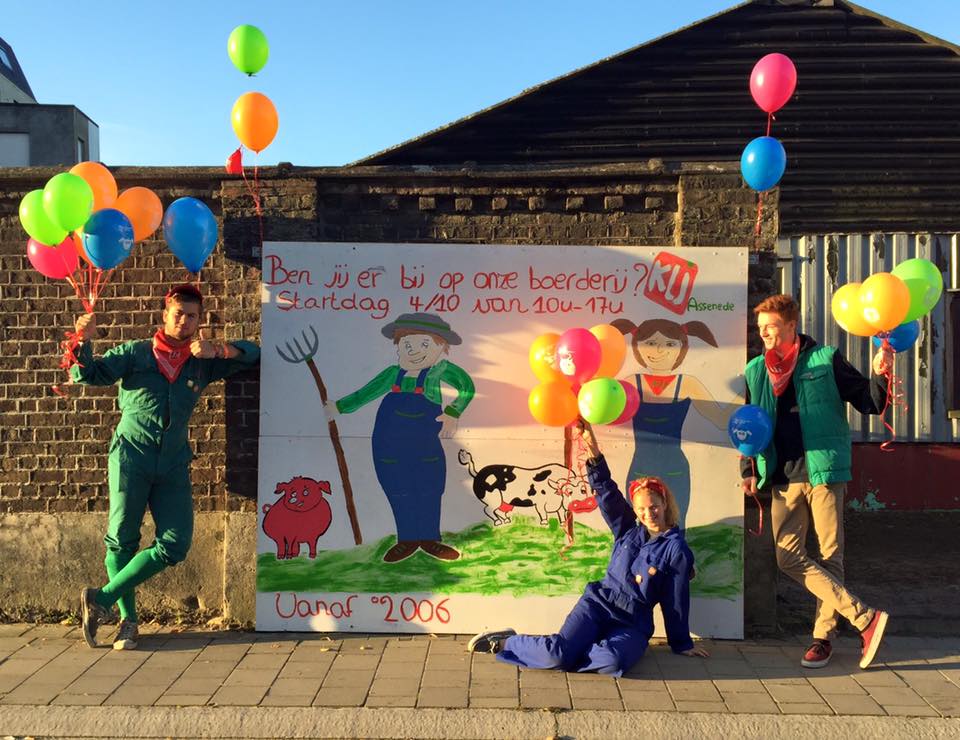 Ben jij er bij op onze boerderij?
Startdag 4/10 van 10u-17u
KLJ
Assenede
Vanaf °2006